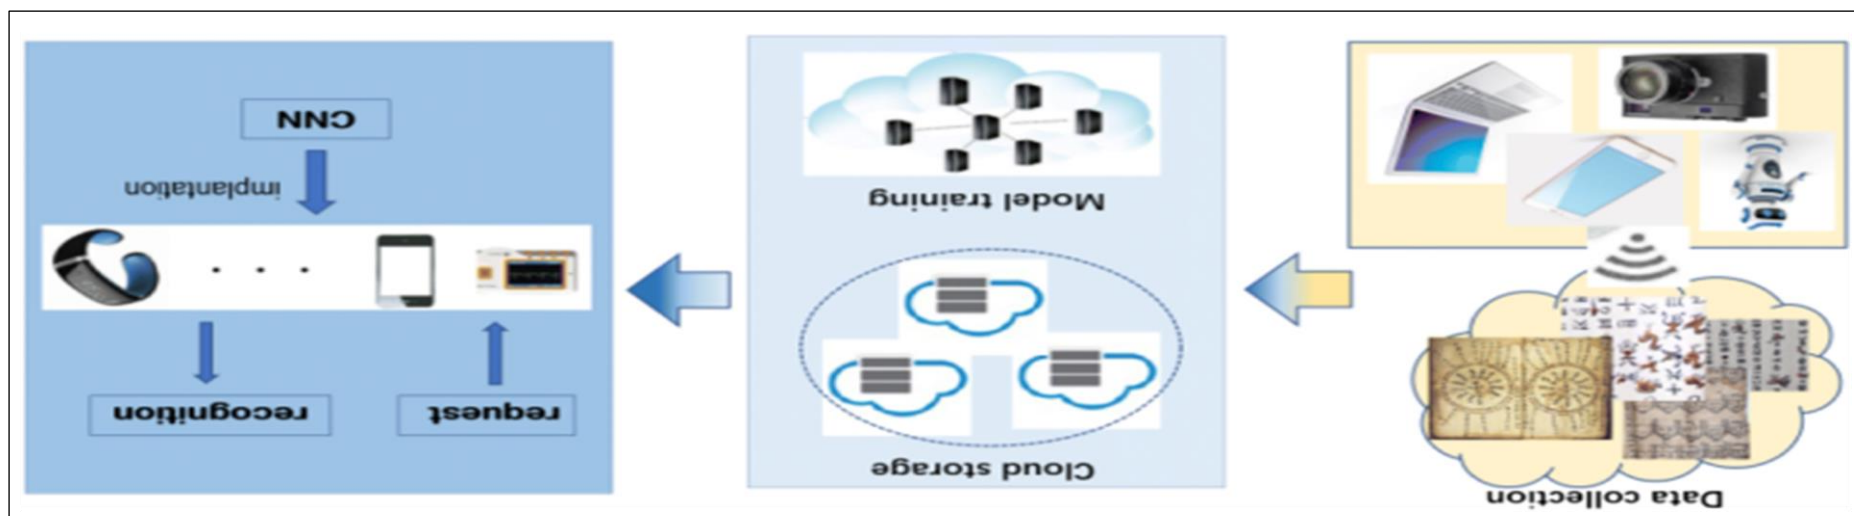 Data collection
Cloud storage
Model training
request
recognition
implantation
CNN